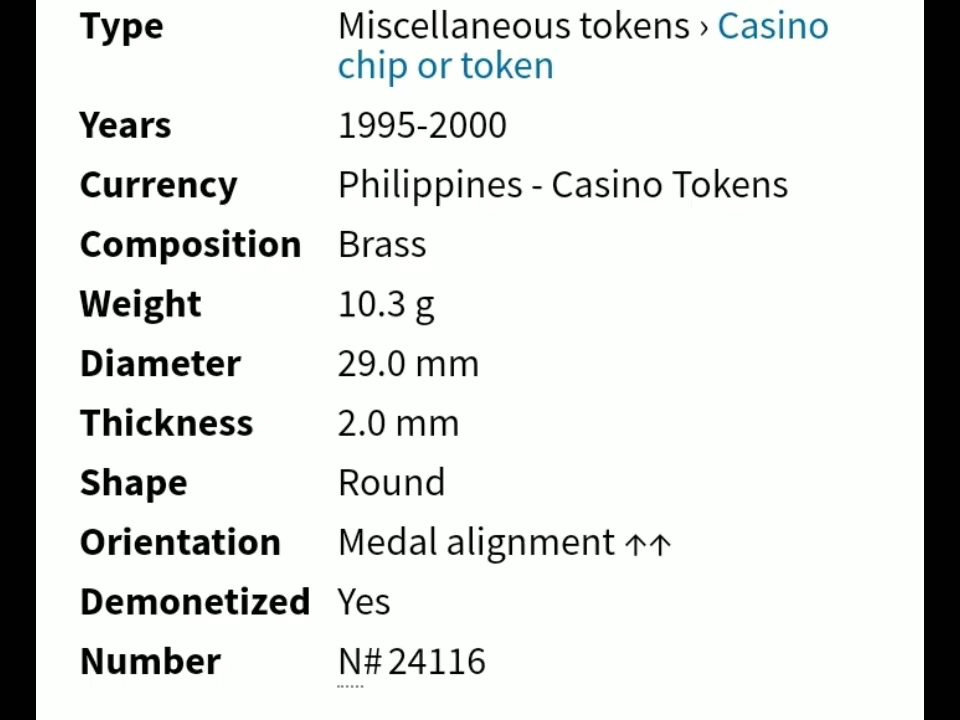 Type Miscellaneous tokens › Casino
chip or token
Years 1995-2000
Currency Philippines - Casino Tokens
Composition Brass
Weight 10.3 g
Diameter 29.0 mm
Thickness 2.0 mm
Shape Round
Orientation Medal alignment ↑↑
Demonetized Yes
Number N# 24116